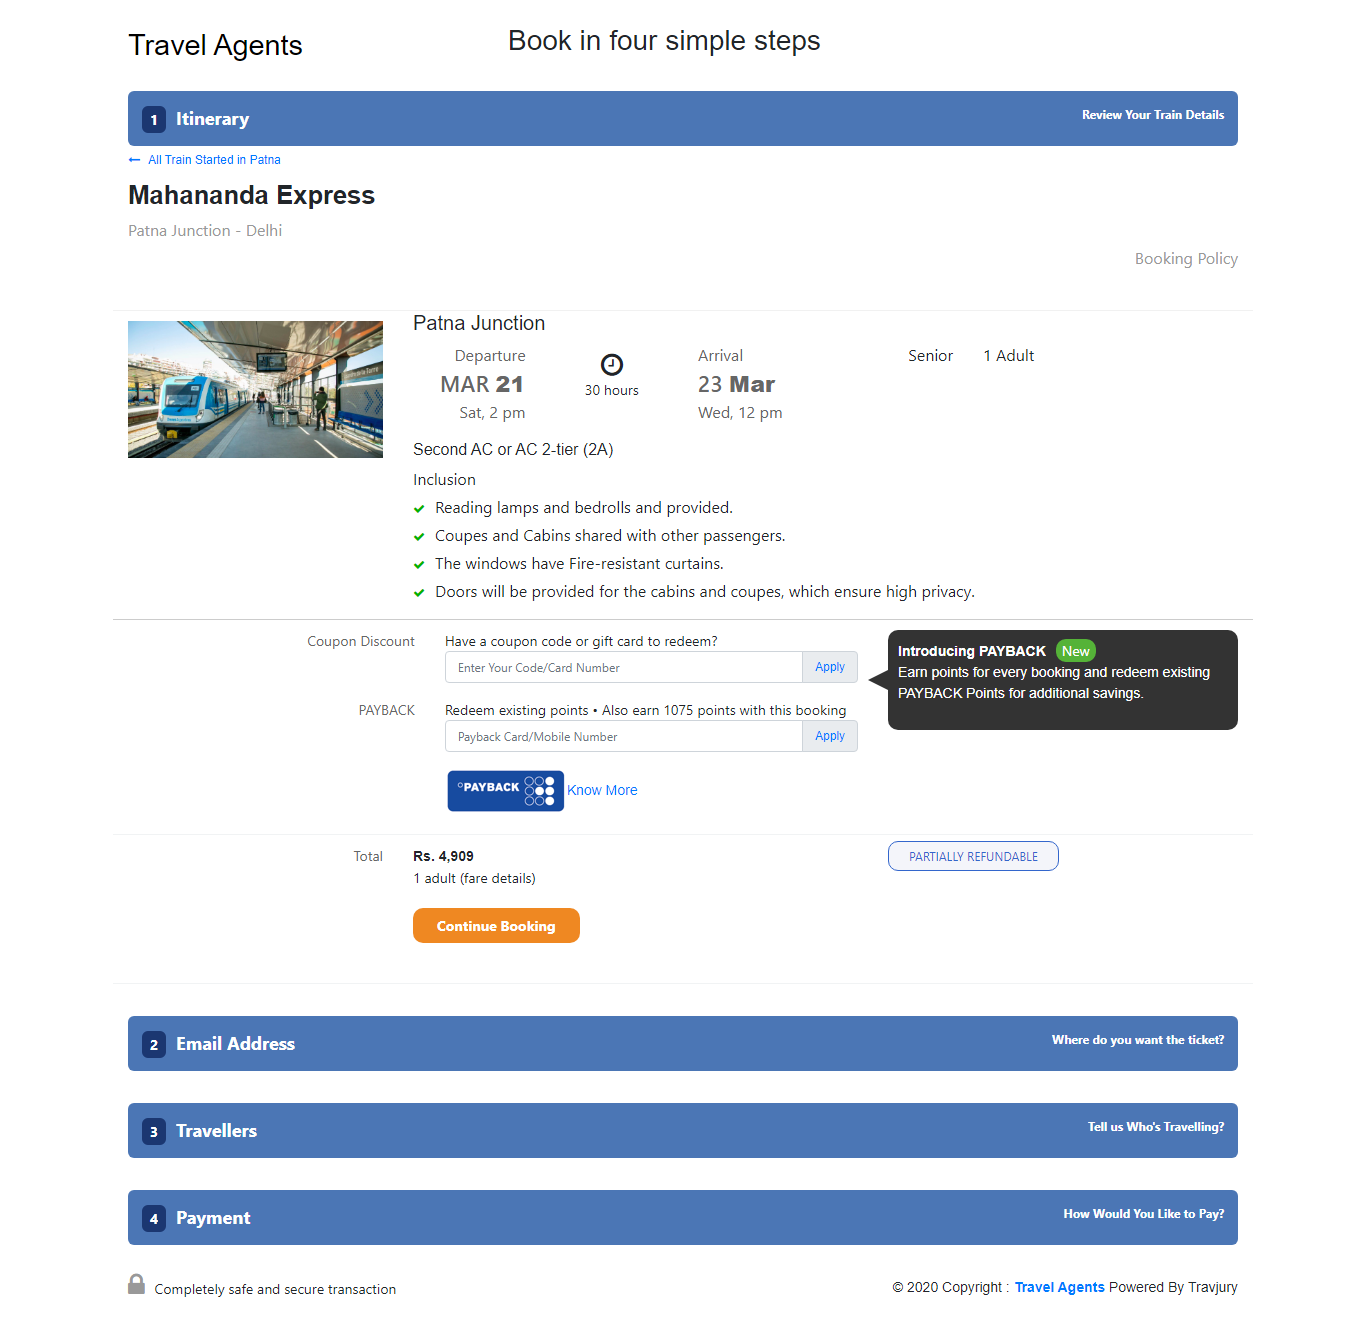 Travel Agents
Book in four simple steps
1 Itinerary
Review Your Train Details
All Train Started in Patna
Mahananda Express
Patna Junction - Delhi
Booking Policy
Patna Junction
Departure
MAR 21
Sat, 2 pm
30 hours
Arrival
23 Mar
Wed, 12 pm
Senior 1 Adult
Second AC or AC 2-tier (2A)
Inclusion
Reading lamps and bedrolls and provided.
Coupes and Cabins shared with other passengers.
The windows have Fire-resistant curtains.
Doors will be provided for the cabins and coupes, which ensure high privacy.
Coupon Discount
Have a coupon code or gift card to redeem?
Enter Your Code/Card Number
Apply
Introducing PAYBACK New
Earn points for every booking and redeem existing
PAYBACK Points for additional savings.
PAYBACK
Redeem existing points • Also earn 1075 points with this booking
Payback Card/Mobile Number
Apply
PAYBACK
Know More
Total
Rs. 4,909
1 adult (fare details)
PARTIALLY REFUNDABLE
Continue Booking
2 Email Address
Where do you want the ticket?
3 Travellers
Tell us Who's Travelling?
4 Payment
How Would You Like to Pay?
Completely safe and secure transaction
© 2020 Copyright : Travel Agents Powered By Travjury